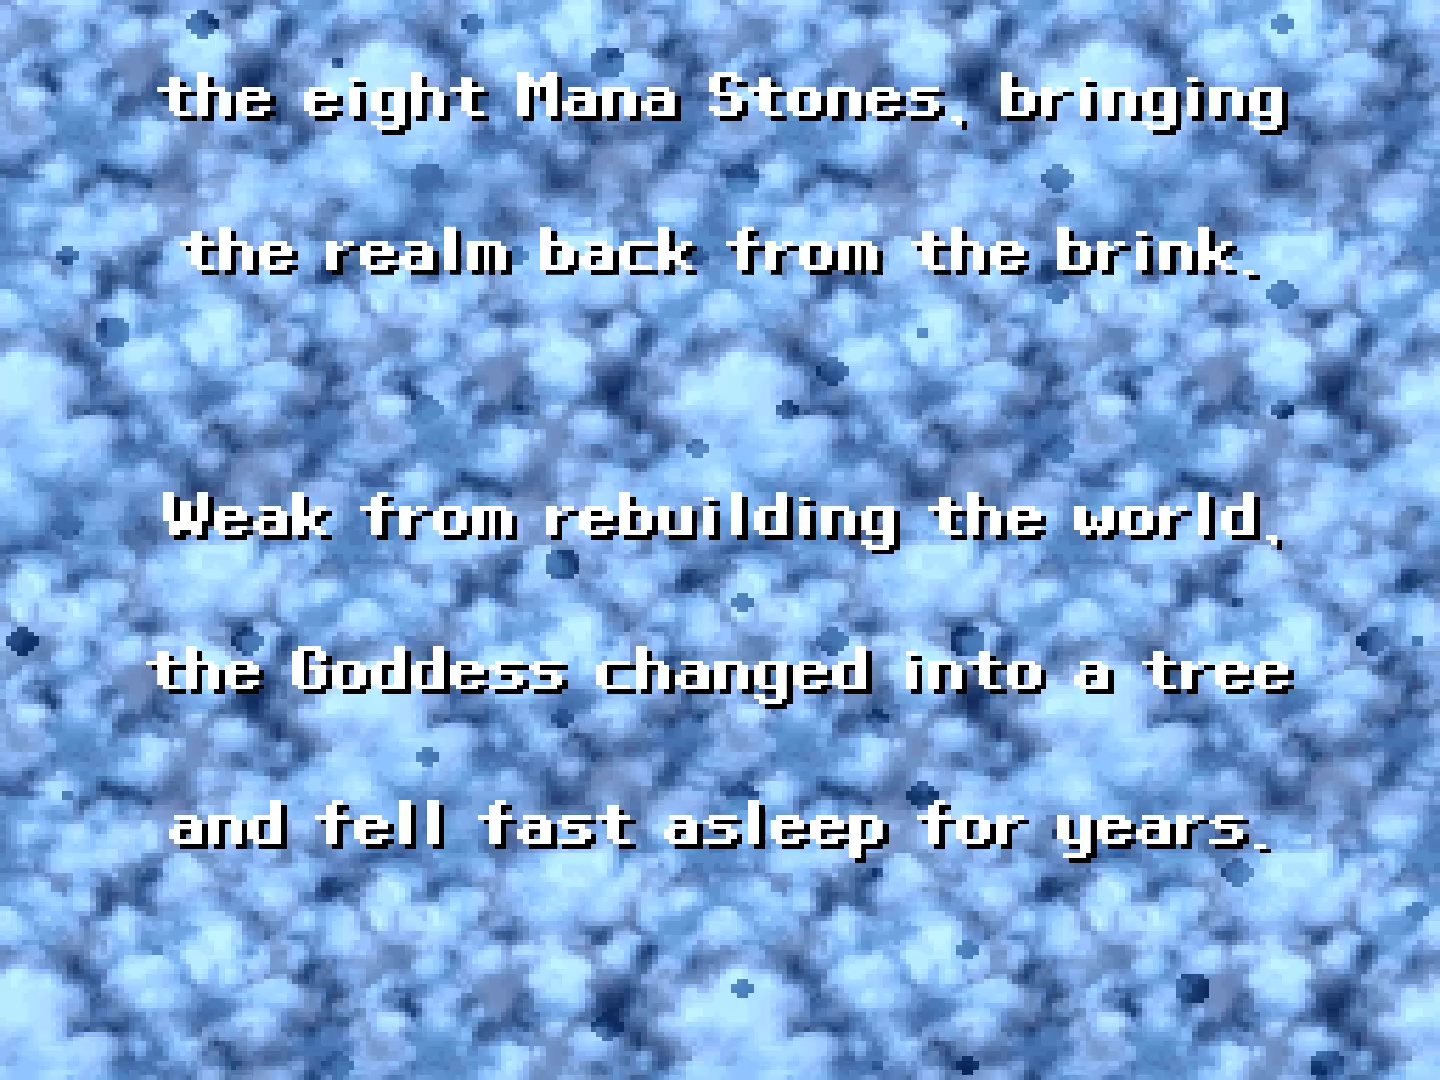 the eight Mana Stones, bringing
the realm back from the brink.
Weak from rebuilding the world,
the Goddess changed into a tree
and fell fast asleep for years.